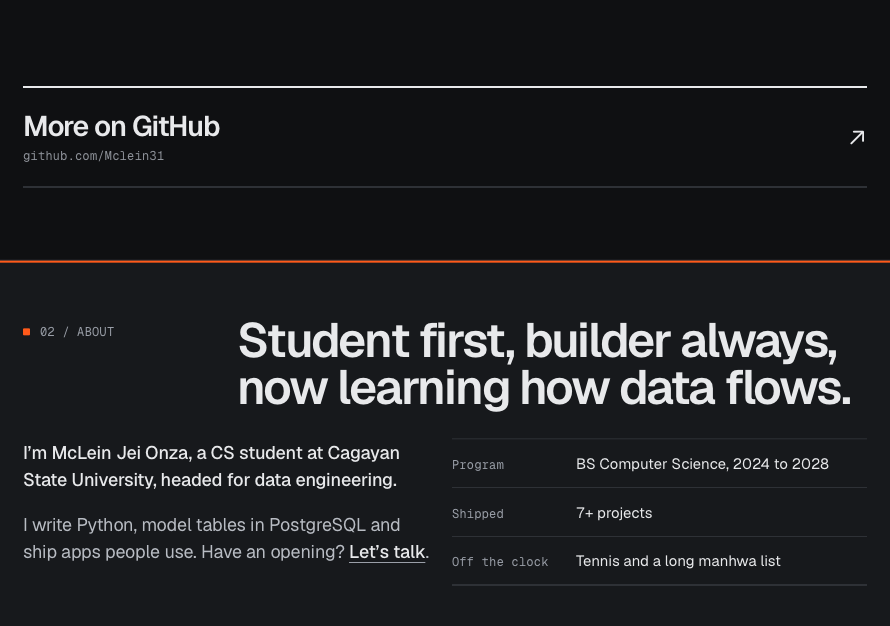 More on GitHub
github.com/Mclein31
02 / ABOUT
Student first, builder always,
now learning how data flows.
I’m McLein Jei Onza, a CS student at Cagayan
State University, headed for data engineering.
I write Python, model tables in PostgreSQL and
ship apps people use. Have an opening? Let’s talk.
Program BS Computer Science, 2024 to 2028
Shipped 7+ projects
Off the clock Tennis and a long manhwa list